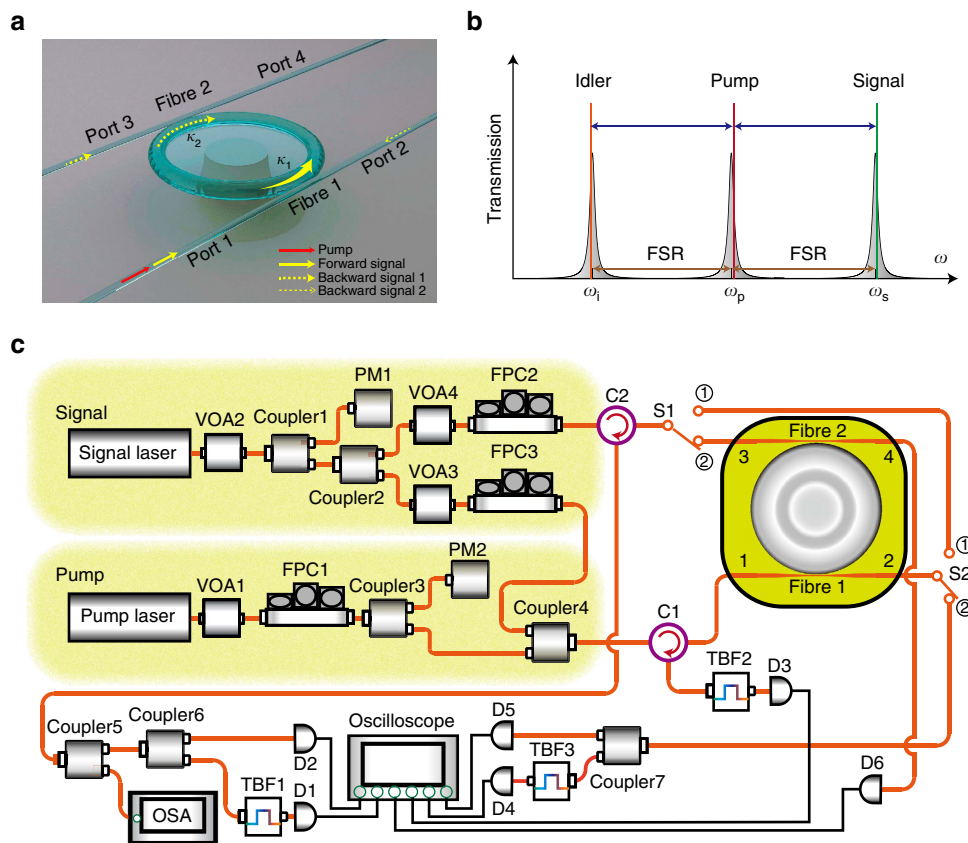 a
Port 4
Fibre 2
Port 3
κ2
κ1
Port 2
Fibre 1
Port 1
Pump
Forward signal
Backward signal 1
Backward signal 2
b
Transmission
Idler
Pump
Signal
FSR
FSR
ω
ωi
ωp
ωs
c
Signal
Signal laser
VOA2
Coupler1
PM1
Coupler2
VOA4
FPC2
VOA3
FPC3
C2
S1
①
②
Fibre 2
3
4
1
2
Fibre 1
①
S2
②
Pump
Pump laser
VOA1
FPC1
Coupler3
PM2
Coupler4
C1
TBF2
D3
Coupler5
Coupler6
OSA
TBF1
D1
D2
Oscilloscope
D5
D4
TBF3
Coupler7
D6